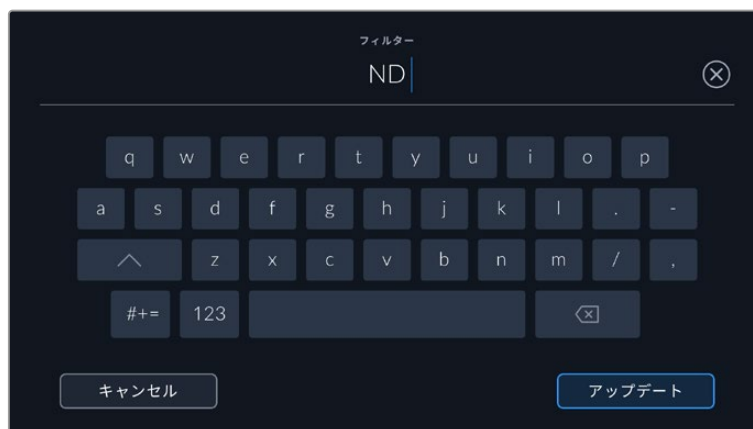 フィルター
ND
q w e r t y u i o p
a s d f g h j k l . -
z x c v b n m / ,
#+= 123
キャンセル アップデート